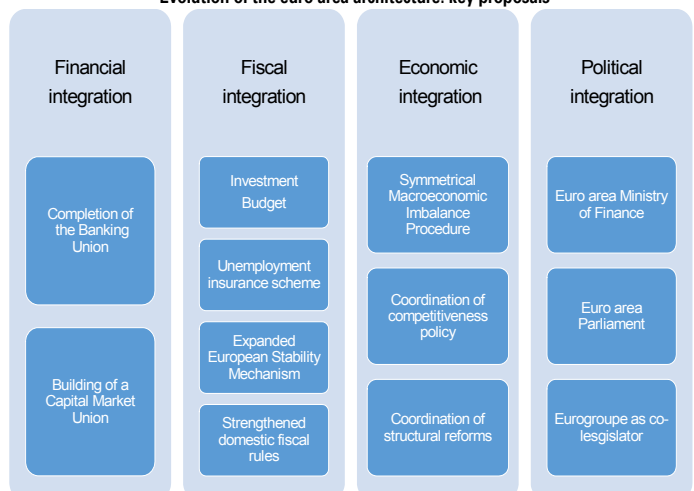 Evolution of the euro area architecture: key proposals
Financial
integration
Completion of
the Banking
Union
Building of a
Capital Market
Union
Fiscal
integration
Investment
Budget
Unemployment
insurance scheme
Expanded
European Stability
Mechanism
Strengthened
domestic fiscal
rules
Economic
integration
Symmetrical
Macroeconomic
Imbalance
Procedure
Coordination of
competitiveness
policy
Coordination of
structural reforms
Political
integration
Euro area Ministry
of Finance
Euro area
Parliament
Eurogroupe as co-
lesgislator